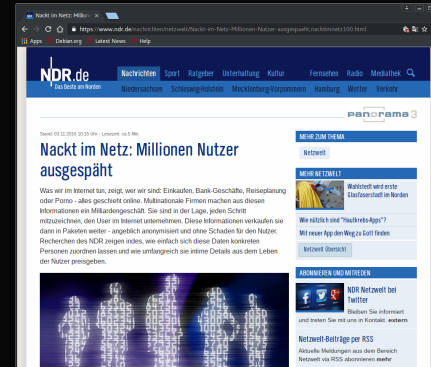 Nackt im Netz: Million
https://www.ndr.de/nachrichten/netzwelt/Nackt-im-Netz-Millionen-Nutzer-ausgespaeht,nacktimnetz100.html
Apps Debian.org Latest News Help
NDR.de
Das Beste am Norden
Nachrichten Sport Ratgeber Unterhaltung Kultur Fernsehen Radio Mediathek
Niedersachsen Schleswig-Holstein Mecklenburg-Vorpommern Hamburg Wetter Verkehr
panorama 3
Stand: 03.11.2016 10:15 Uhr - Lesezeit: ca.5 Min.
Nackt im Netz: Millionen Nutzer
ausgespäht
Was wir im Internet tun, zeigt, wer wir sind: Einkaufen, Bank-Geschäfte, Reiseplanung
oder Porno - alles geschieht online. Multinationale Firmen machen aus diesen
Informationen ein Milliardengeschäft. Sie sind in der Lage, jeden Schritt
mitzuzeichnen, den User im Internet unternehmen. Diese Informationen verkaufen sie
dann in Paketen weiter - angeblich anonymisiert und ohne Schaden für den Nutzer.
Recherchen des NDR zeigen indes, wie einfach sich diese Daten konkreten
Personen zuordnen lassen und wie umfangreich sie intime Details aus dem Leben
der Nutzer preisgeben.
MEHR ZUM THEMA
Netzwelt
MEHR NETZWELT
Wahlstedt wird erste
Glasfaserstadt im Norden
Wie nützlich sind "Hautkrebs-Apps"?
Mit neuer App den Weg zu Gott finden
Netzwelt Übersicht
ABONNIEREN UND MITREDEN
NDR Netzwelt bei
Twitter
Bleiben Sie informiert
und treten Sie mit uns in Kontakt. extern
Netzwelt-Beiträge per RSS
Aktuelle Meldungen aus dem Bereich
Netzwelt via RSS abonnieren mehr